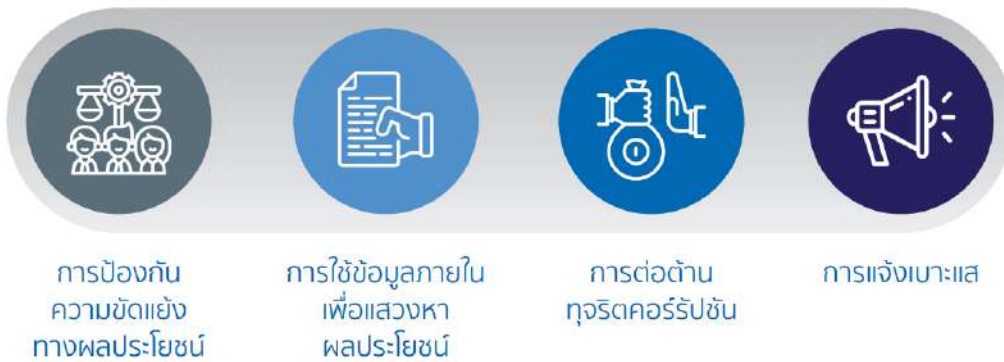 การป้องกัน
ความขัดแย้ง
ทางผลประโยชน์
การใช้ข้อมูลภายใน
เพื่อแสวงหา
ผลประโยชน์
การต่อต้าน
ทุจริตคอร์รัปชัน
การแจ้งเบาะแส